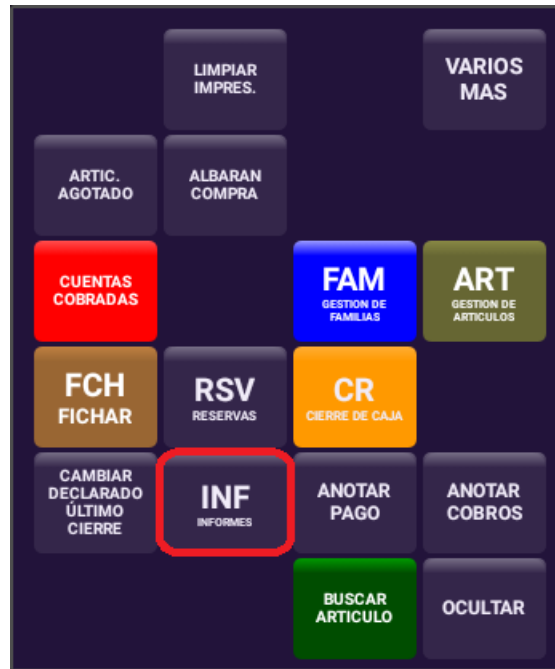 LIMPIAR
IMPRES.
VARIOS
MAS
ARTIC.
AGOTADO
ALBARAN
COMPRA
CUENTAS
COBRADAS
FAM
GESTION DE
FAMILIAS
ART
GESTION DE
ARTICULOS
FCH
FICHAR
RSV
RESERVAS
CR
CIERRE DE CAJA
CAMBIAR
DECLARADO
ÚLTIMO
CIERRE
INF
INFORMES
ANOTAR
PAGO
ANOTAR
COBROS
BUSCAR
ARTICULO
OCULTAR